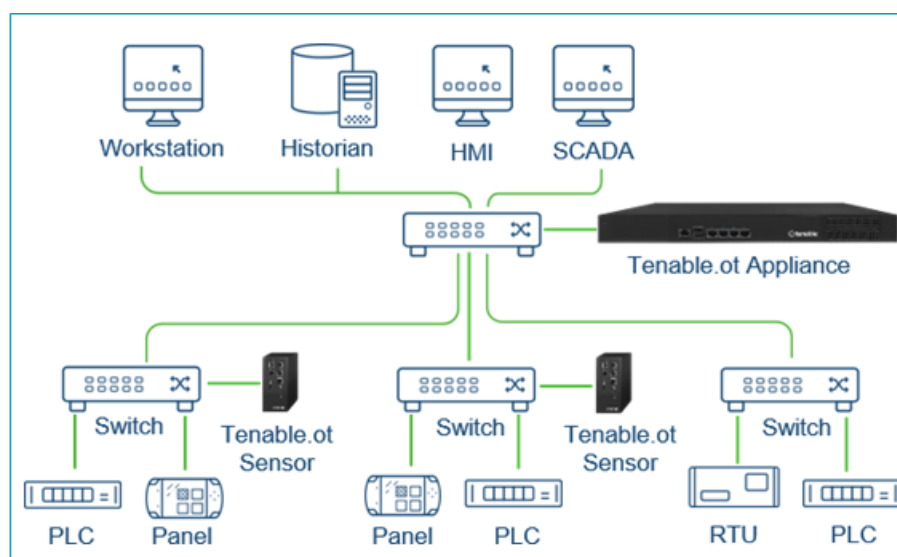 Workstation
Historian
HMI
SCADA
tenable
Tenable.ot Appliance
Switch
Tenable.ot
Sensor
Switch
Tenable.ot
Sensor
Switch
PLC
Panel
Panel
PLC
RTU
PLC